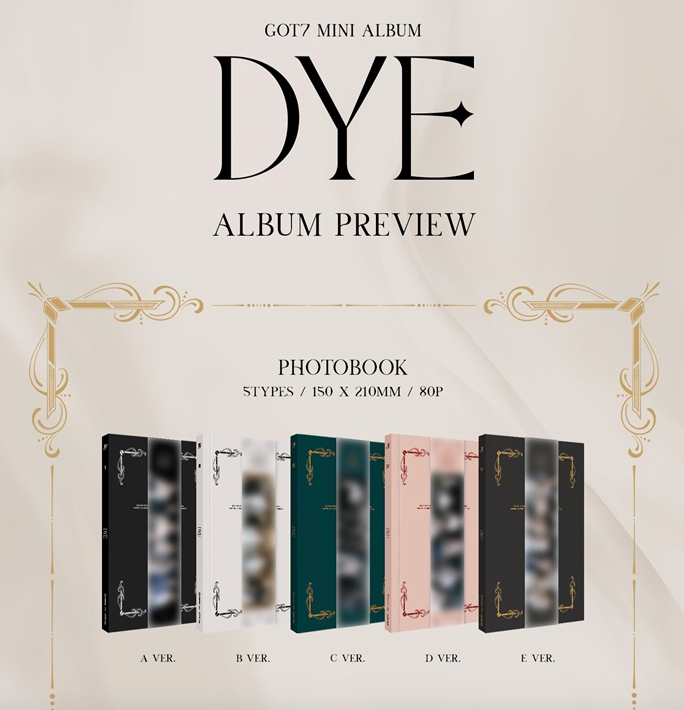 GOT7 MINI ALBUM
DYE
ALBUM PREVIEW
PHOTOBOOK
5TYPES / 150 X 210MM / 80P
A VER.
B VER.
C VER.
D VER.
E VER.